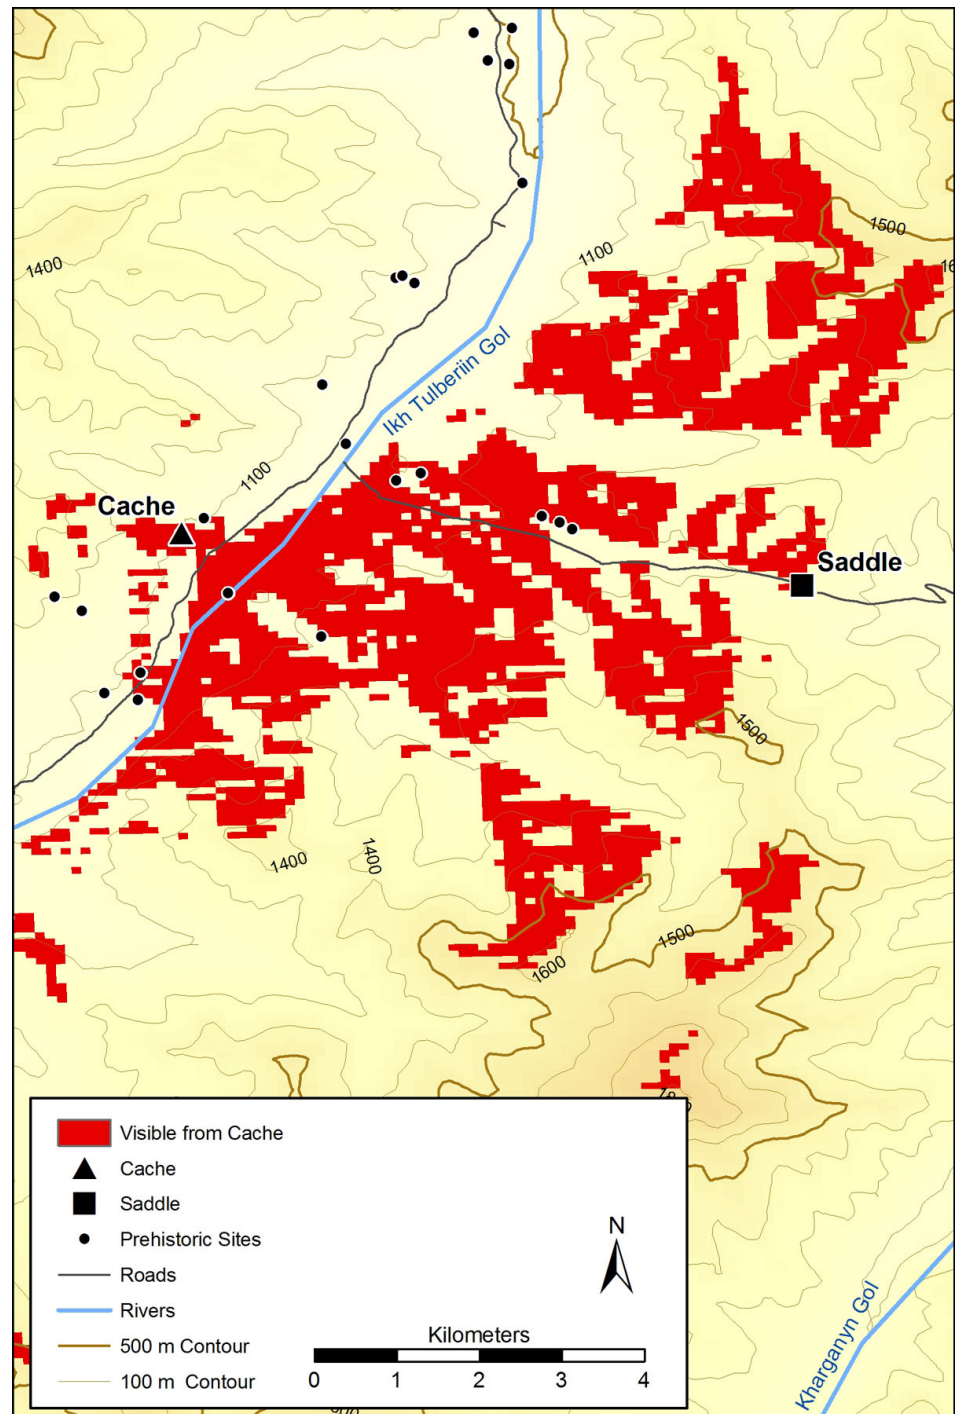 1500
1400
1100
16
Ikh Tulberiin Gol
1100
Cache
Saddle
1500
1400
1400
1500
1600
Visible from Cache
Cache
Saddle
Prehistoric Sites
Roads
Rivers
500 m Contour
100 m Contour
N
Kilometers
0 1 2 3 4
Kharganyn Gol